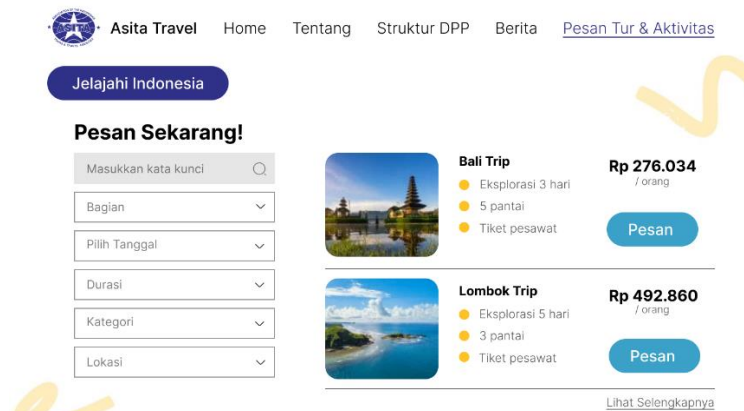 ASITA
Asita Travel
Home
Tentang
Struktur DPP
Berita
Pesan Tur & Aktivitas
Jelajahi Indonesia
Pesan Sekarang!
Masukkan kata kunci
Bagian
Pilih Tanggal
Durasi
Kategori
Lokasi
Bali Trip
Eksplorasi 3 hari
5 pantai
Tiket pesawat
Rp 276.034
/ orang
Pesan
Lombok Trip
Eksplorasi 5 hari
3 pantai
Tiket pesawat
Rp 492.860
/ orang
Pesan
Lihat Selengkapnya